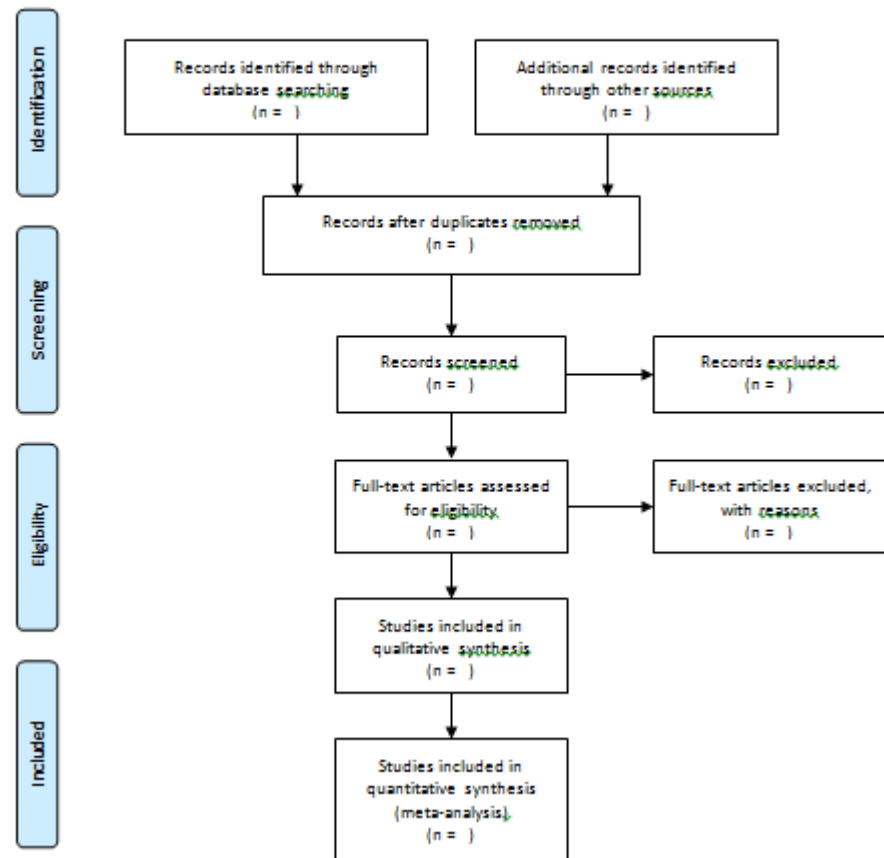 Identification
Records identified through
database searching
(n =   )
Additional records identified
through other sources
(n =   )
Records after duplicates removed
(n =   )
Screening
Records screened
(n =   )
Records excluded
(n =   )
Eligibility
Full-text articles assessed
for eligibility
(n =   )
Full-text articles excluded,
with reasons
(n =   )
Studies included in
qualitative synthesis
(n =   )
Included
Studies included in
quantitative synthesis
(meta-analysis)
(n =   )